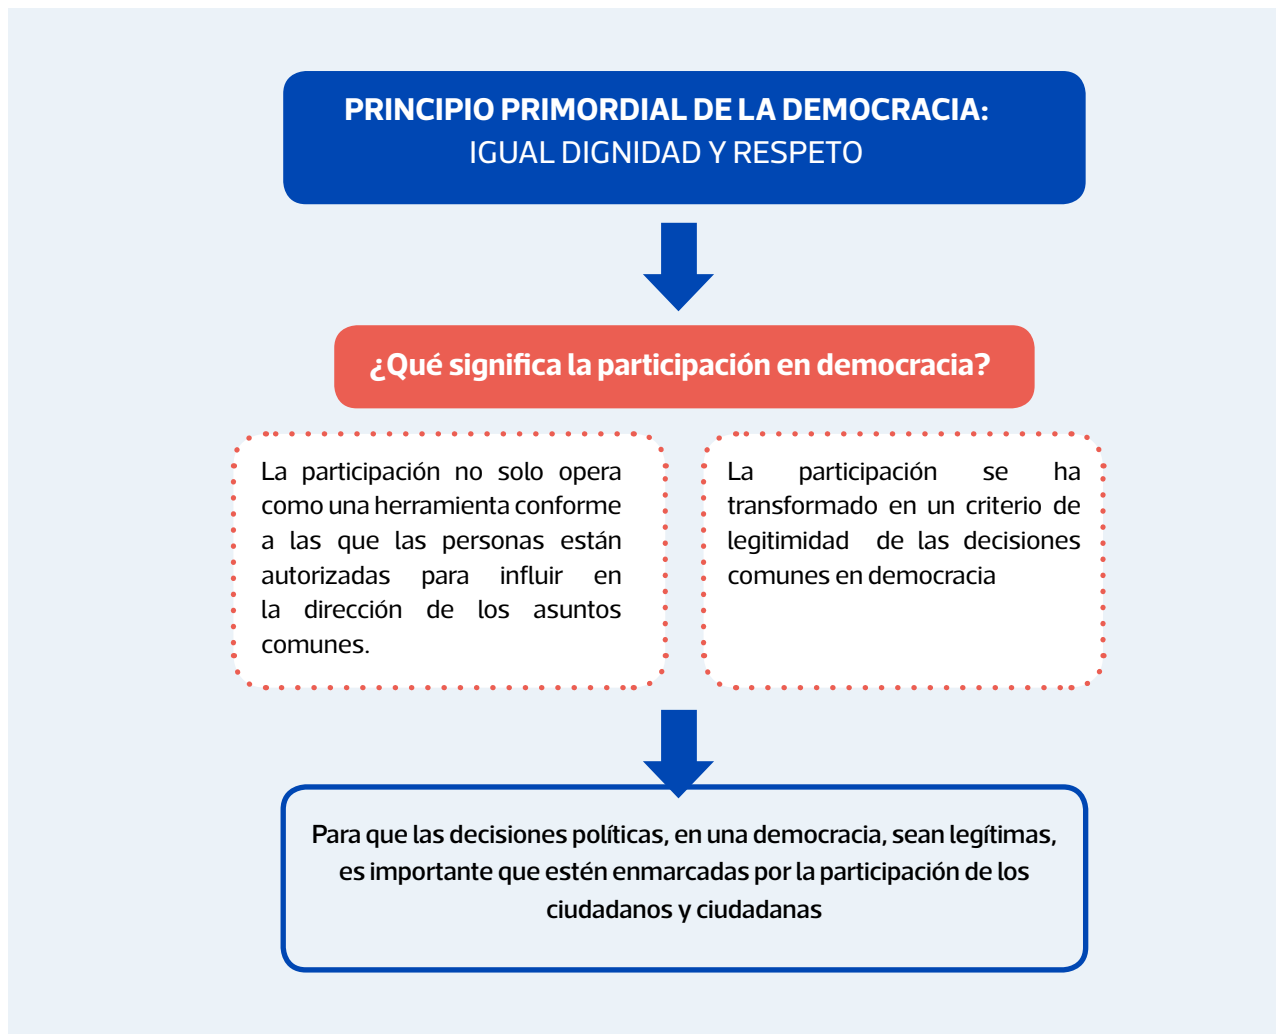 PRINCIPIO PRIMORDIAL DE LA DEMOCRACIA:
IGUAL DIGNIDAD Y RESPETO
¿Qué significa la participación en democracia?
La participación no solo opera
como una herramienta conforme
a las que las personas están
autorizadas para influir en
la dirección de los asuntos
comunes.
La participación se ha
transformado en un criterio de
legitimidad de las decisiones
comunes en democracia
Para que las decisiones políticas, en una democracia, sean legítimas,
es importante que estén enmarcadas por la participación de los
ciudadanos y ciudadanas